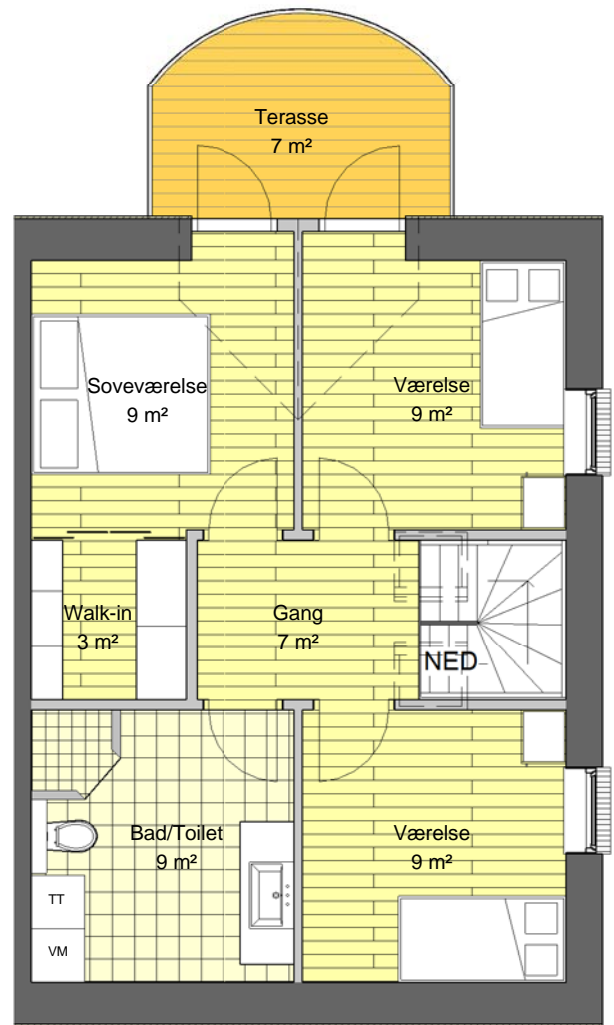 Terasse
7 m²
Soveværelse
9 m²
Værelse
9 m²
Walk-in
3 m²
Gang
7 m²
NED
Bad/Toilet
9 m²
Værelse
9 m²
TT
VM